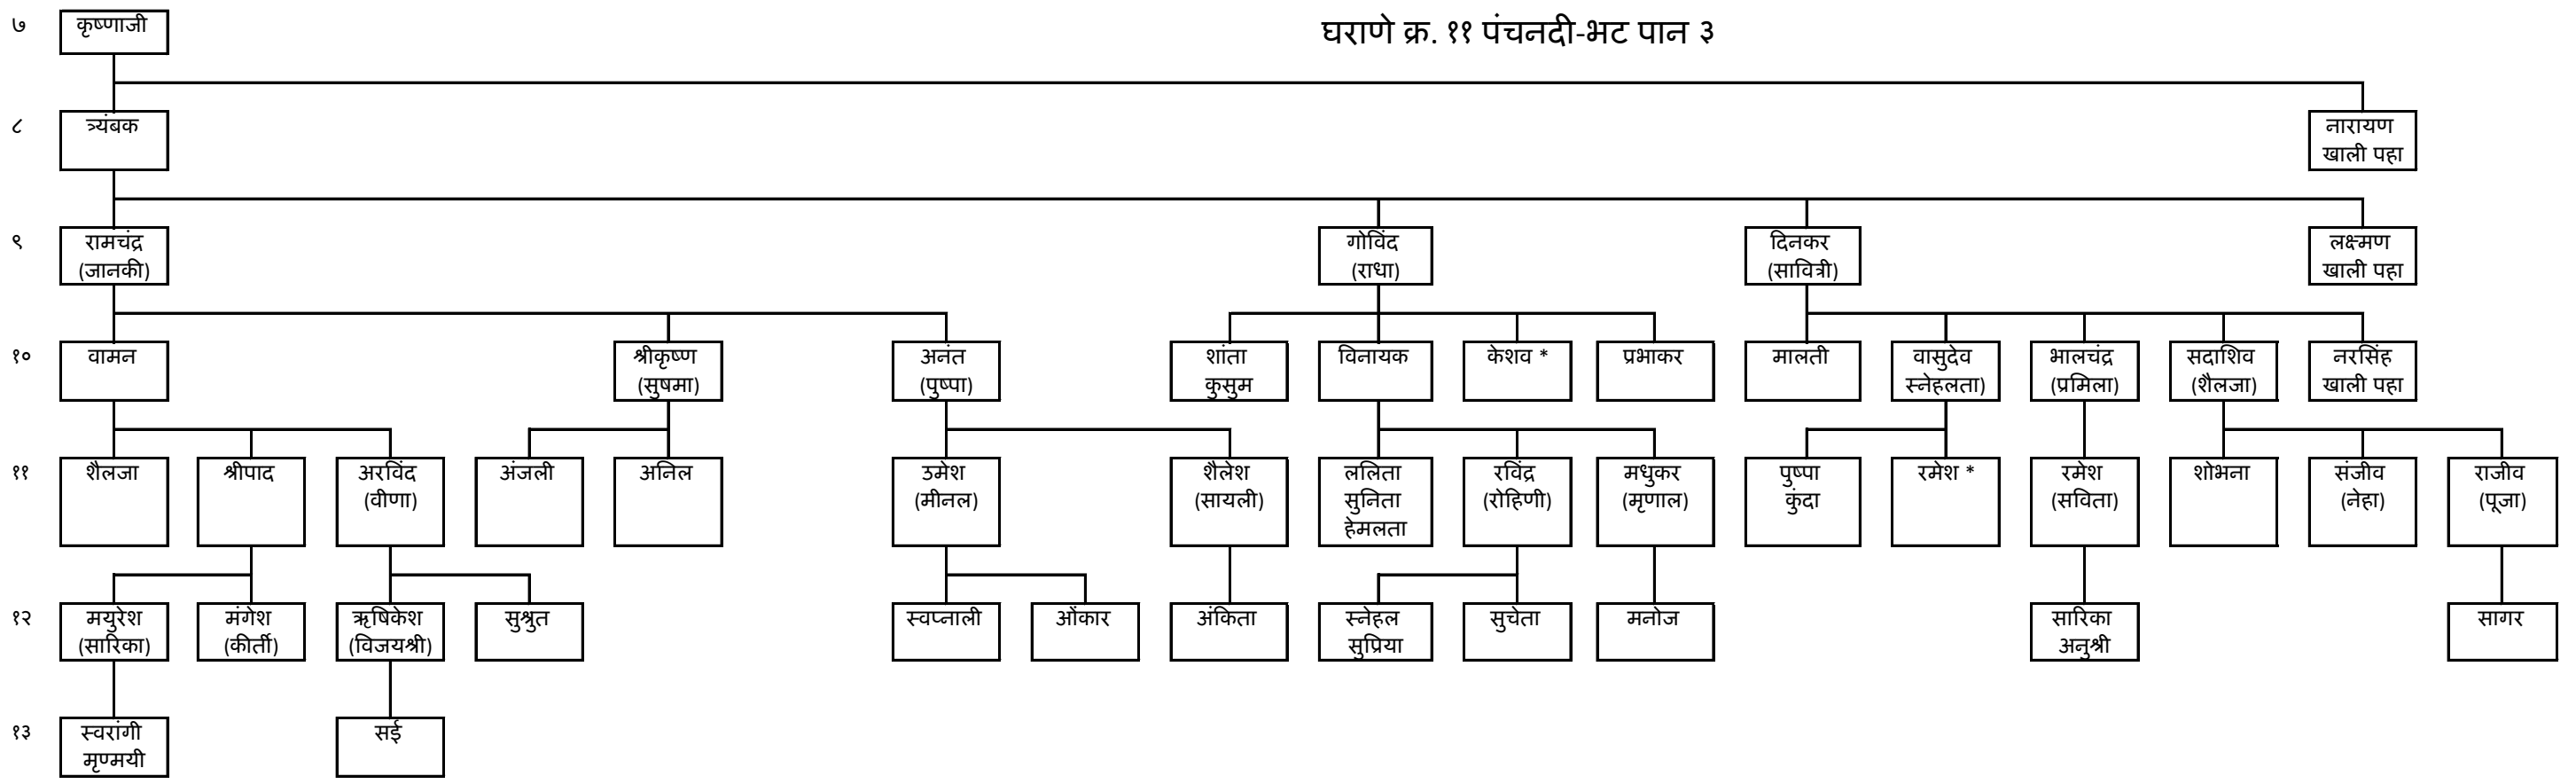 घराणे क्र. ११ पंचनदी-भट पान ३
७
कृष्णाजी
८
त्र्यंबक
नारायण
खाली पहा
९
रामचंद्र
(जानकी)
गोविंद
(राधा)
दिनकर
(सावित्री)
लक्ष्मण
खाली पहा
१०
वामन
श्रीकृष्ण
(सुषमा)
अनंत
(पुष्पा)
शांता
कुसुम
विनायक
केशव *
प्रभाकर
मालती
वासुदेव
स्नेहलता)
भालचंद्र
(प्रमिला)
सदाशिव
(शैलजा)
नरसिंह
खाली पहा
११
शैलजा
श्रीपाद
अरविंद
(वीणा)
अंजली
अनिल
उमेश
(मीनल)
शैलेश
(सायली)
ललिता
सुनिता
हेमलता
रविंद्र
(रोहिणी)
मधुकर
(मृणाल)
पुष्पा
कुंदा
रमेश *
रमेश
(सविता)
शोभना
संजीव
(नेहा)
राजीव
(पूजा)
१२
मयुरेश
(सारिका)
मंगेश
(कीर्ती)
ऋषिकेश
(विजयश्री)
सुश्रुत
स्वप्नाली
ओंकार
अंकिता
स्नेहल
सुप्रिया
सुचेता
मनोज
सारिका
अनुश्री
सागर
१३
स्वरांगी
मृण्मयी
सई